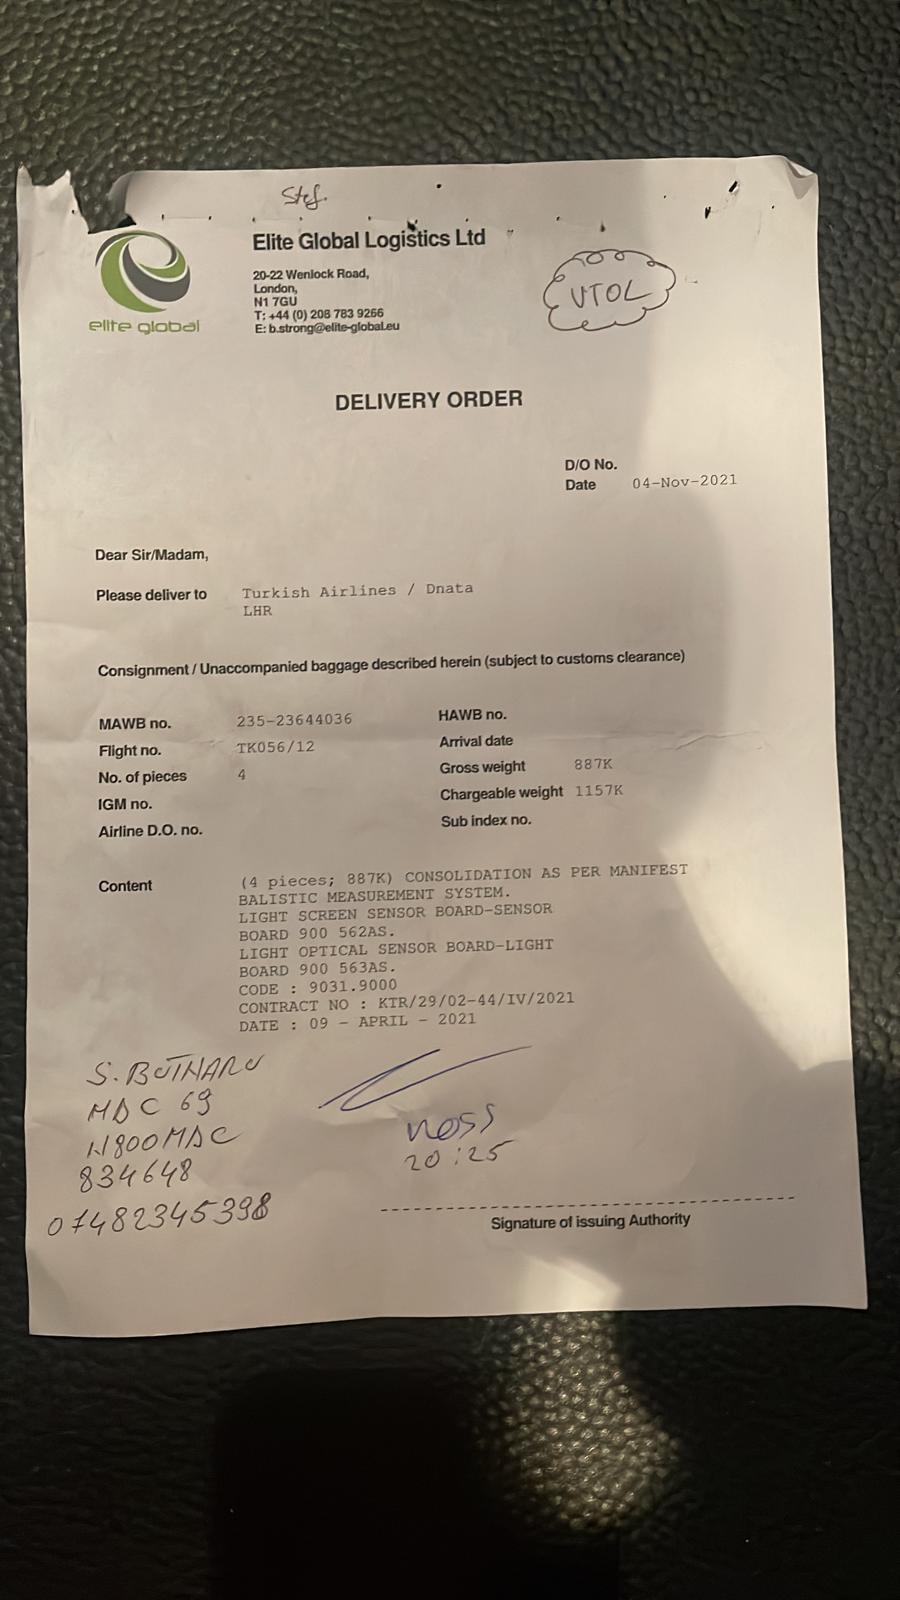 Stef.
elite global
Elite Global Logistics Ltd
20-22 Wenlock Road,
London,
N1 7GU
T: +44 (0) 208 783 9266
E: b.strong@elite-global.eu
VTOL
DELIVERY ORDER
D/O No.
Date 04-Nov-2021
Dear Sir/Madam,
Please deliver to Turkish Airlines / Dnata
LHR
Consignment / Unaccompanied baggage described herein (subject to customs clearance)
MAWB no. 235-23644036 HAWB no.
Flight no. TK056/12 Arrival date
No. of pieces 4 Gross weight 887K
IGM no. Chargeable weight 1157K
Airline D.O. no. Sub index no.
Content (4 pieces; 887K) CONSOLIDATION AS PER MANIFEST
BALISTIC MEASUREMENT SYSTEM.
LIGHT SCREEN SENSOR BOARD-SENSOR
BOARD 900 562AS.
LIGHT OPTICAL SENSOR BOARD-LIGHT
BOARD 900 563AS.
CODE : 9031.9000
CONTRACT NO : KTR/29/02-44/IV/2021
DATE : 09 - APRIL - 2021
S. BOTNARU
MDC 69
834648
07482345398
20:25
Signature of issuing Authority